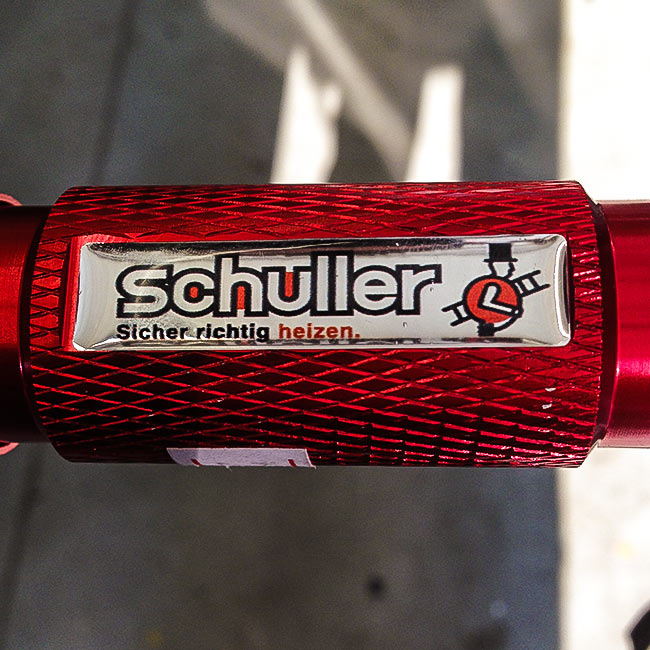 schuller
Sicher richtig heizen.